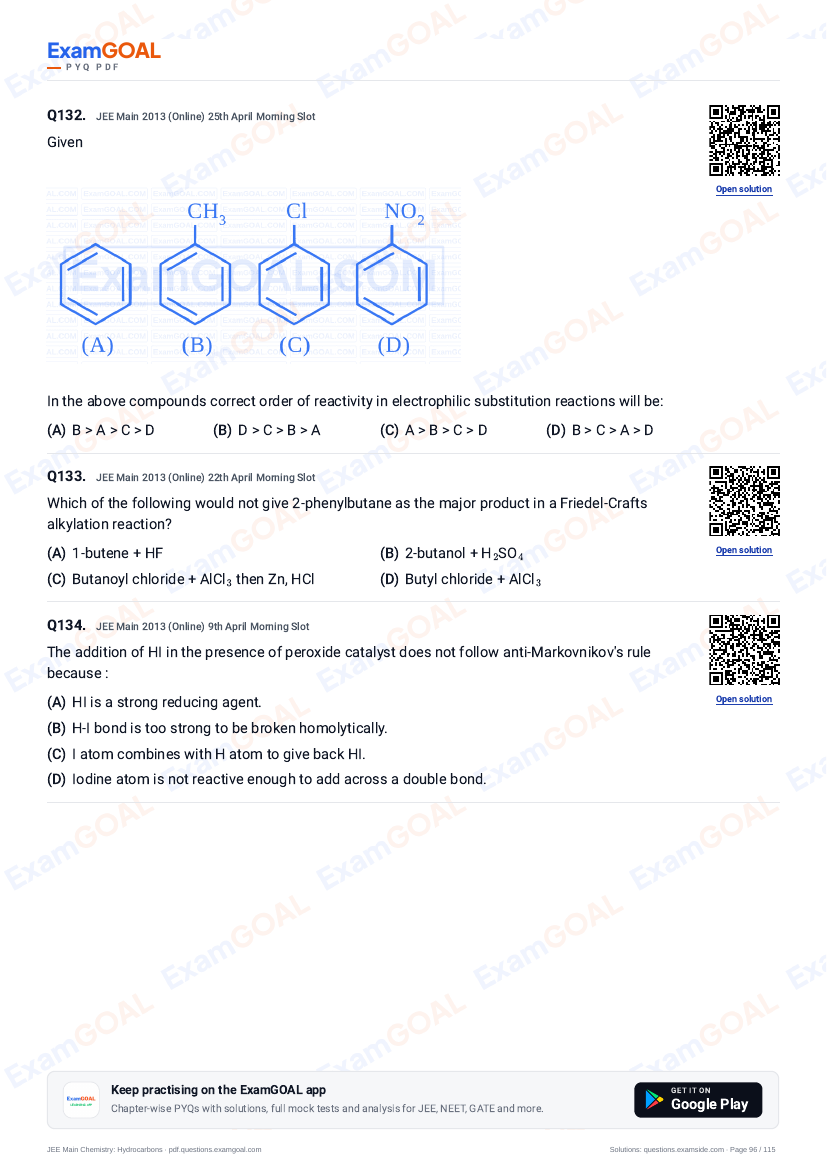 ExamGOAL
PYQ PDF
Q132. JEE Main 2013 (Online) 25th April Morning Slot
Given
Open solution
CH3 Cl NO2
ExamGOAL.COM
(A) (B) (C) (D)
In the above compounds correct order of reactivity in electrophilic substitution reactions will be:
(A) B > A > C > D (B) D > C > B > A (C) A > B > C > D (D) B > C > A > D
Q133. JEE Main 2013 (Online) 22th April Morning Slot
Which of the following would not give 2-phenylbutane as the major product in a Friedel-Crafts
alkylation reaction?
Open solution
(A) 1-butene + HF (B) 2-butanol + H2SO4
(C) Butanoyl chloride + AlCl3 then Zn, HCl (D) Butyl chloride + AlCl3
Q134. JEE Main 2013 (Online) 9th April Morning Slot
The addition of HI in the presence of peroxide catalyst does not follow anti-Markovnikov's rule
because :
Open solution
(A) HI is a strong reducing agent.
(B) H-I bond is too strong to be broken homolytically.
(C) I atom combines with H atom to give back HI.
(D) Iodine atom is not reactive enough to add across a double bond.
Keep practising on the ExamGOAL app
Chapter-wise PYQs with solutions, full mock tests and analysis for JEE, NEET, GATE and more.
GET IT ON
Google Play
JEE Main Chemistry: Hydrocarbons · pdf.questions.examgoal.com Solutions: questions.examside.com · Page 96 / 115